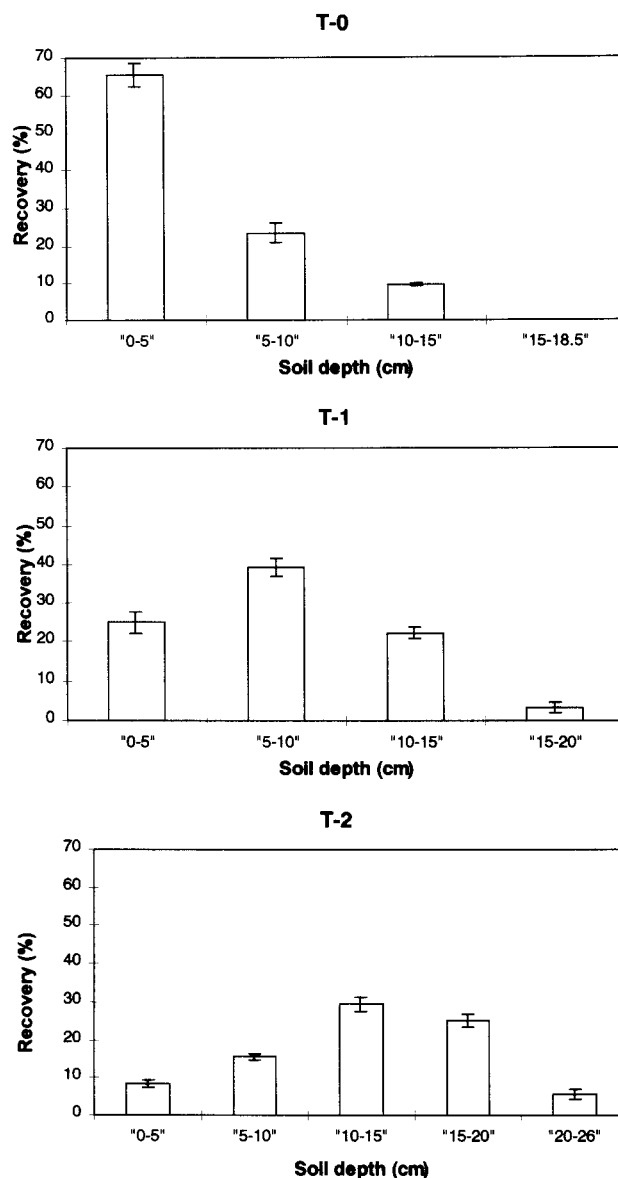 T-0
70
60
50
40
30
20
10
0
Recovery (%)
"0-5" "5-10" "10-15" "15-18.5"
Soil depth (cm)
T-1
70
60
50
40
30
20
10
0
Recovery (%)
"0-5" "5-10" "10-15" "15-20"
Soil depth (cm)
T-2
70
60
50
40
30
20
10
0
Recovery (%)
"0-5" "5-10" "10-15" "15-20" "20-26"
Soil depth (cm)